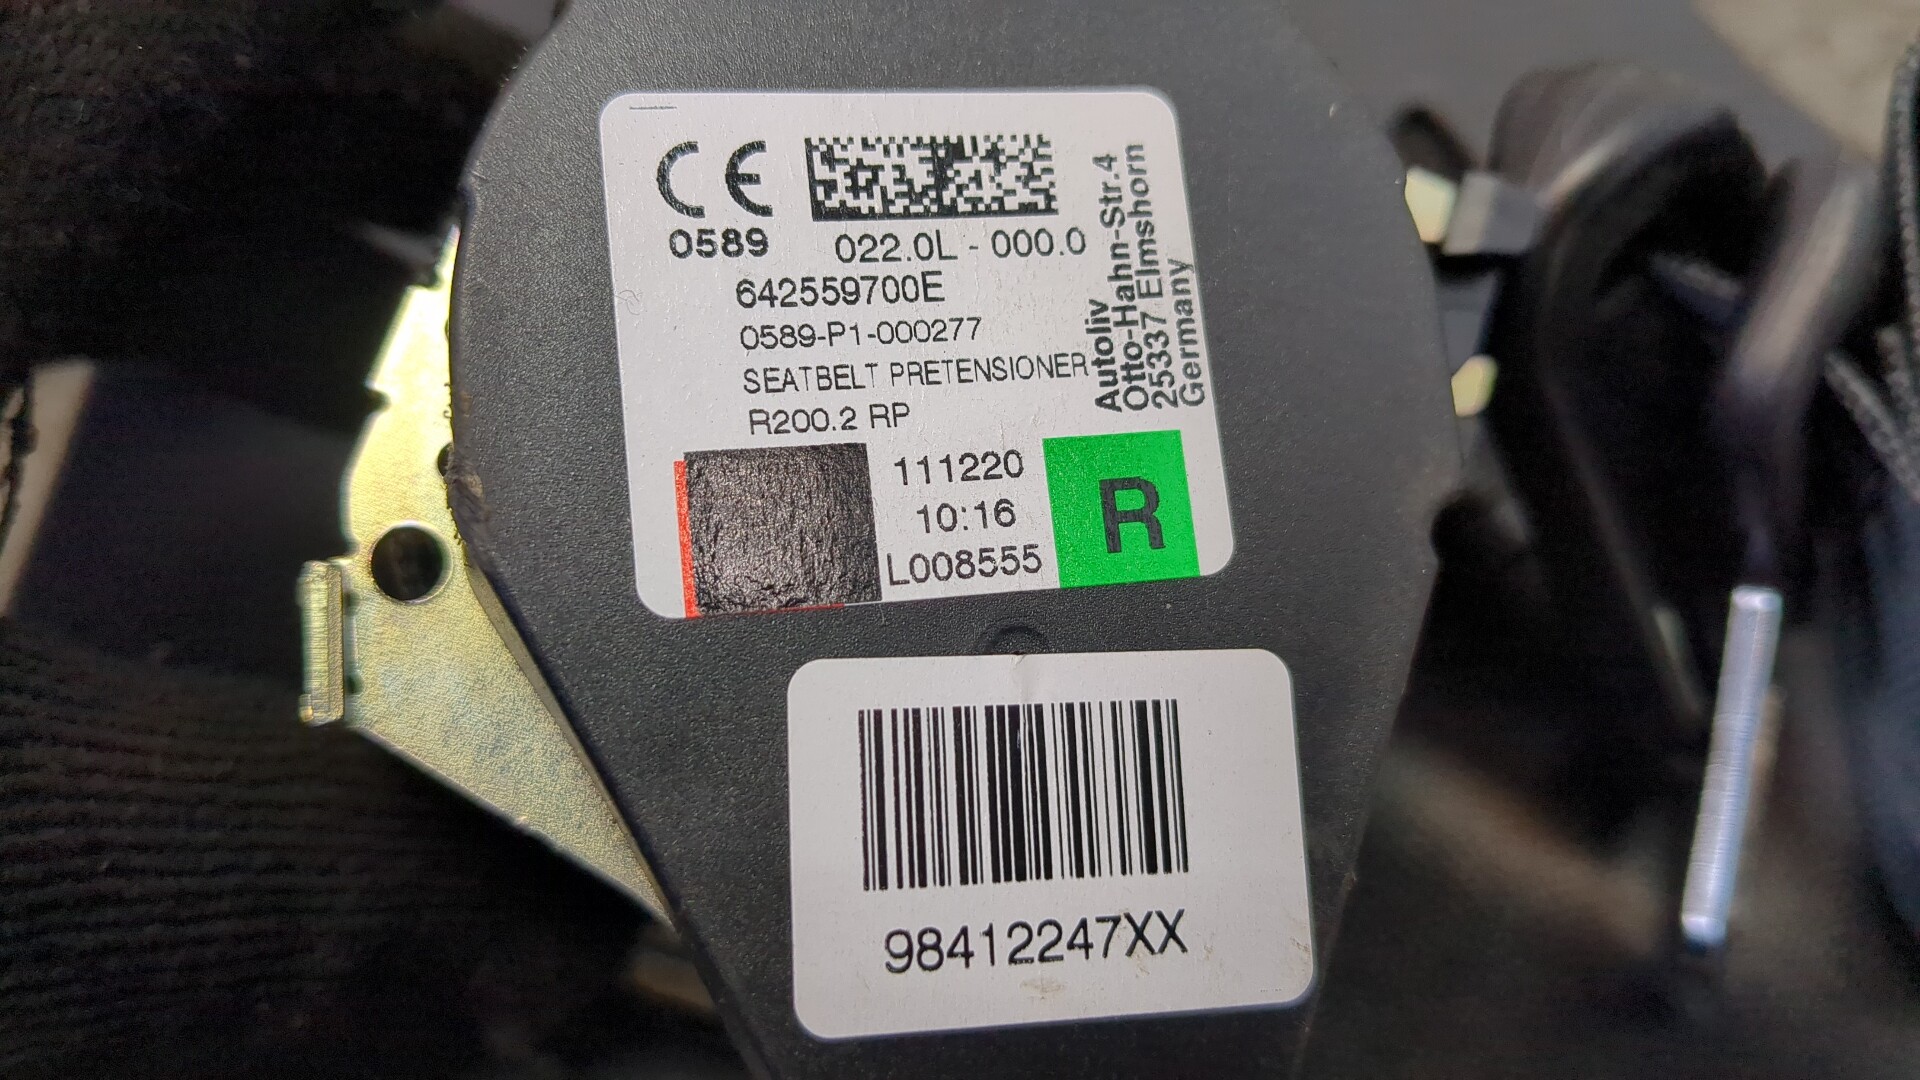 CE
0589
022.0L - 000.0
642559700E
0589-P1-000277
SEATBELT PRETENSIONER
R200.2 RP
111220
10:16
L008555
R
Autoliv
Otto-Hahn-Str.4
25337 Elmshorn
Germany
98412247XX